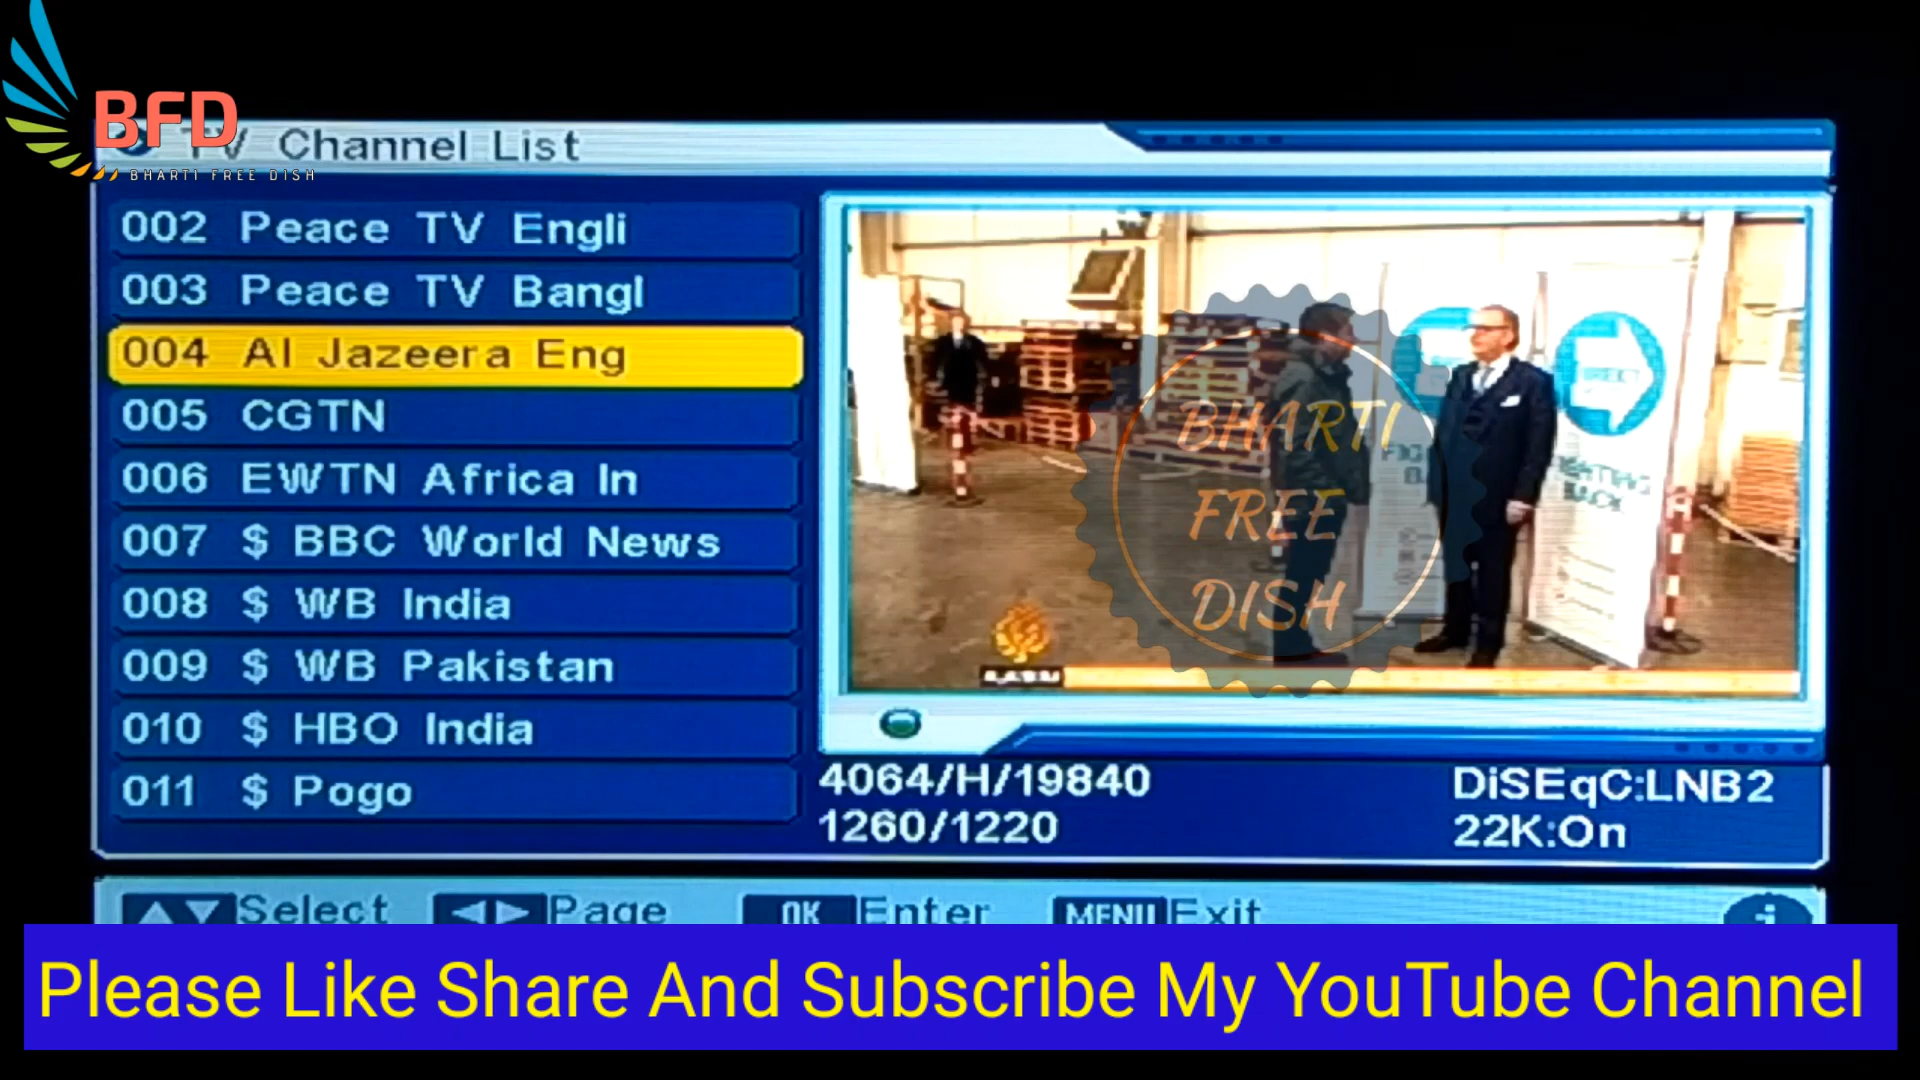 BFD
BHARTI FREE DISH
TV Channel List
002 Peace TV Engli
003 Peace TV Bangl
004 Al Jazeera Eng
005 CGTN
006 EWTN Africa In
007 $ BBC World News
008 $ WB India
009 $ WB Pakistan
010 $ HBO India
011 $ Pogo
BHARTI
FREE
DISH
4064/H/19840
1260/1220
DiSEqC:LNB2
22K:On
Select
Page
OK Enter
MENU Exit
i
Please Like Share And Subscribe My YouTube Channel